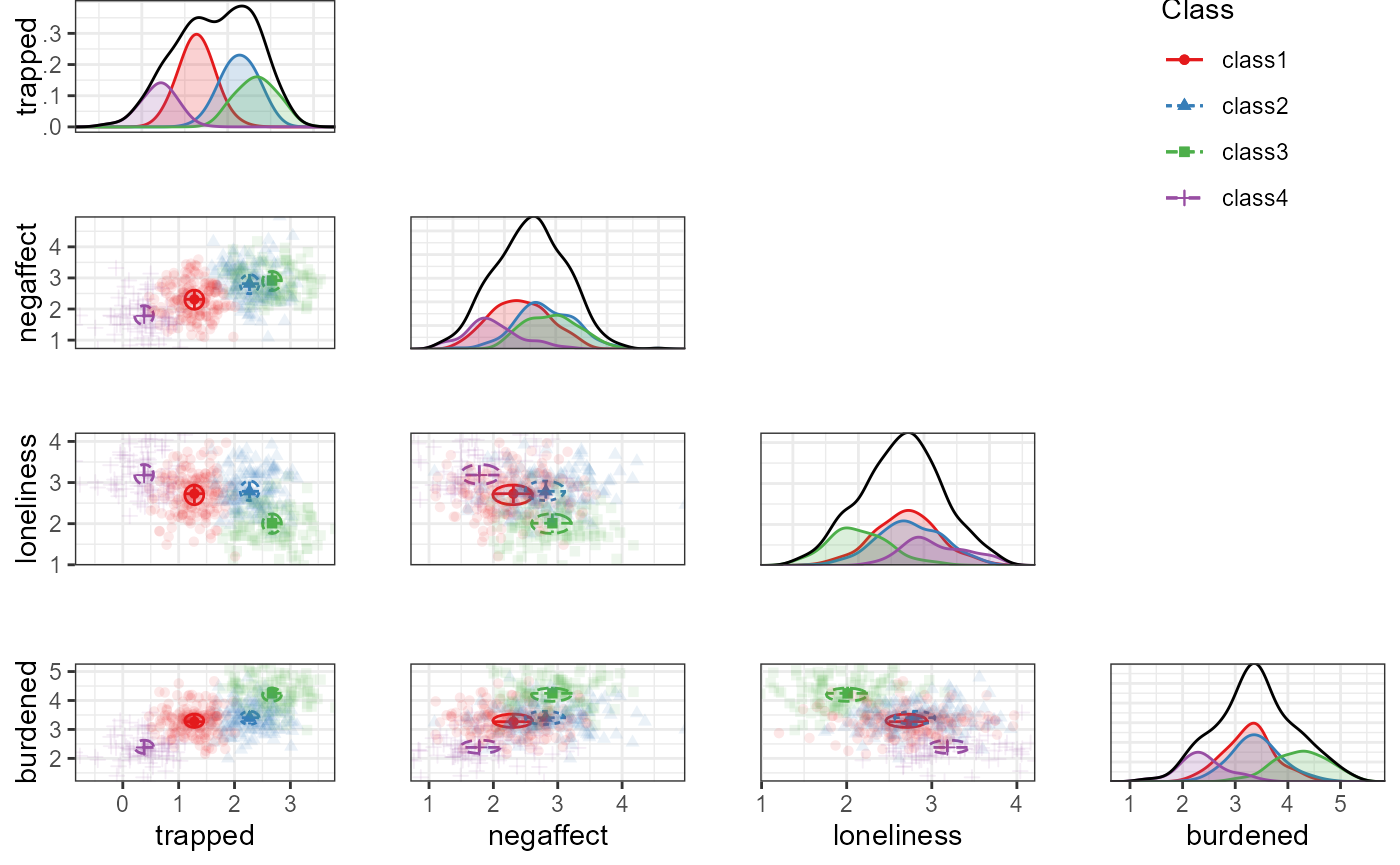 Class
class1
class2
class3
class4
trapped
.3
.2
.1
.0
negaffect
4
3
2
1
loneliness
4
3
2
1
burdened
5
4
3
2
0 1 2 3
1 2 3 4
1 2 3 4
1 2 3 4 5
trapped
negaffect
loneliness
burdened